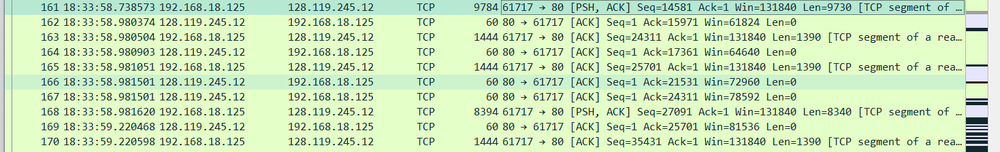 161 18:33:58.738573 192.168.18.125 128.119.245.12 TCP 9784 61717 → 80 [PSH, ACK] Seq=14581 Ack=1 Win=131840 Len=9730 [TCP segment of …
162 18:33:58.980374 128.119.245.12 192.168.18.125 TCP 60 80 → 61717 [ACK] Seq=1 Ack=15971 Win=61824 Len=0
163 18:33:58.980504 192.168.18.125 128.119.245.12 TCP 1444 61717 → 80 [ACK] Seq=24311 Ack=1 Win=131840 Len=1390 [TCP segment of a rea…
164 18:33:58.980903 128.119.245.12 192.168.18.125 TCP 60 80 → 61717 [ACK] Seq=1 Ack=17361 Win=64640 Len=0
165 18:33:58.981051 192.168.18.125 128.119.245.12 TCP 1444 61717 → 80 [ACK] Seq=25701 Ack=1 Win=131840 Len=1390 [TCP segment of a rea…
166 18:33:58.981501 128.119.245.12 192.168.18.125 TCP 60 80 → 61717 [ACK] Seq=1 Ack=21531 Win=72960 Len=0
167 18:33:58.981501 128.119.245.12 192.168.18.125 TCP 60 80 → 61717 [ACK] Seq=1 Ack=24311 Win=78592 Len=0
168 18:33:58.981620 192.168.18.125 128.119.245.12 TCP 8394 61717 → 80 [PSH, ACK] Seq=27091 Ack=1 Win=131840 Len=8340 [TCP segment of …
169 18:33:59.220468 128.119.245.12 192.168.18.125 TCP 60 80 → 61717 [ACK] Seq=1 Ack=25701 Win=81536 Len=0
170 18:33:59.220598 192.168.18.125 128.119.245.12 TCP 1444 61717 → 80 [ACK] Seq=35431 Ack=1 Win=131840 Len=1390 [TCP segment of a rea…